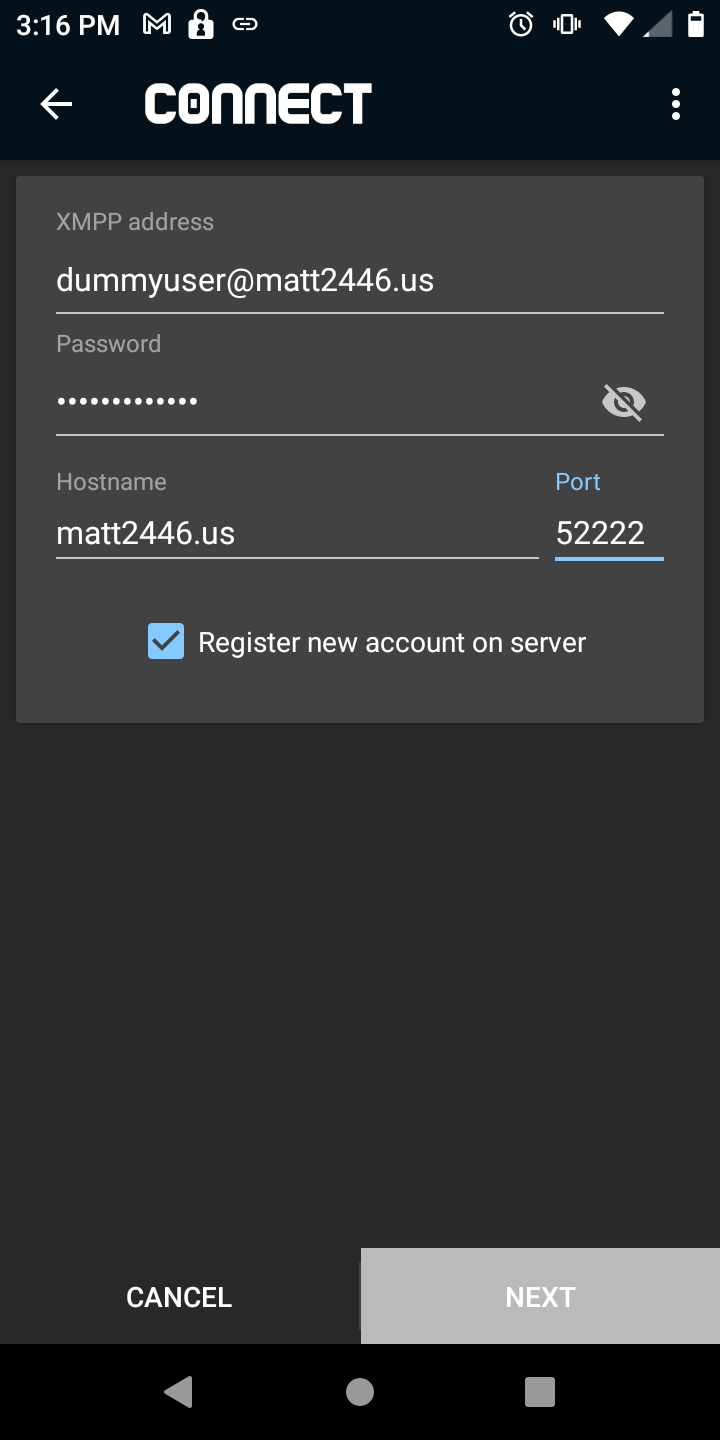 3:16 PM
CONNECT
XMPP address
dummyuser@matt2446.us
Password
•••••••••••••
Hostname
Port
matt2446.us
52222
Register new account on server
CANCEL
NEXT